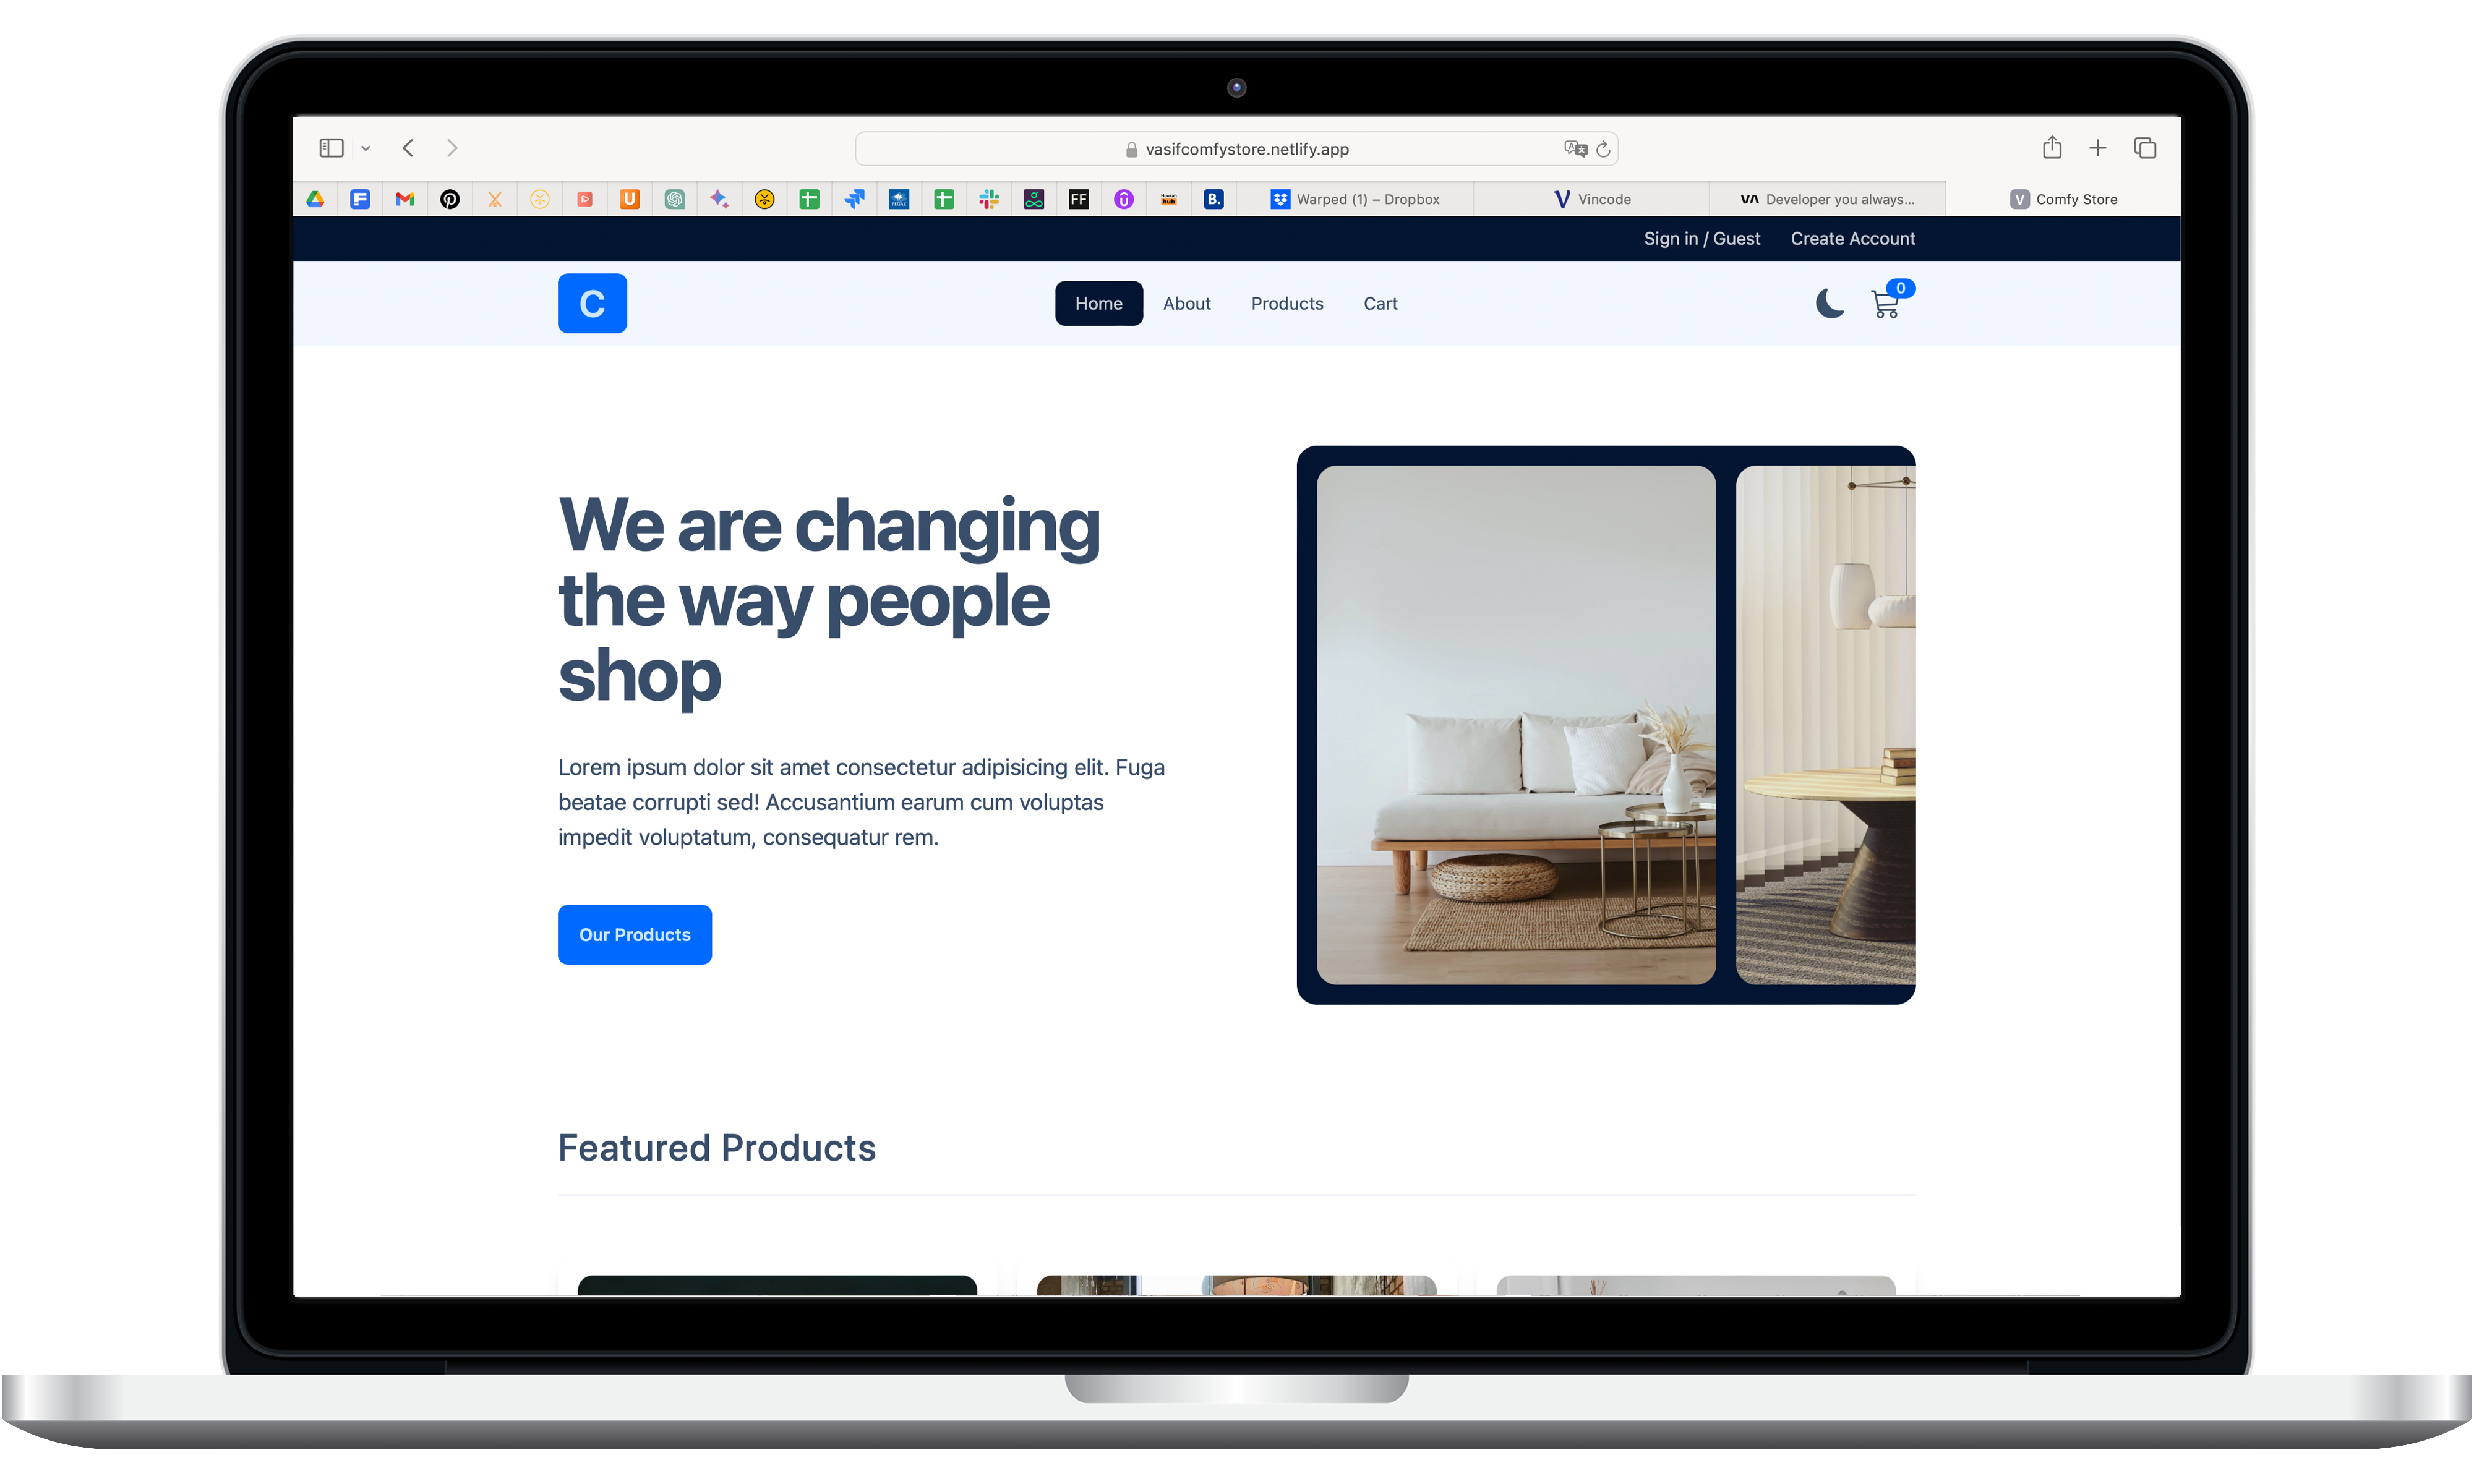 vasifcomfystore.netlify.app
U
FF
hub
B.
Warped (1) – Dropbox
Vincode
Developer you always...
V
Comfy Store
Sign in / Guest
Create Account
C
Home
About
Products
Cart
0
We are changing
the way people
shop
Lorem ipsum dolor sit amet consectetur adipisicing elit. Fuga
beatae corrupti sed! Accusantium earum cum voluptas
impedit voluptatum, consequatur rem.
Our Products
Featured Products